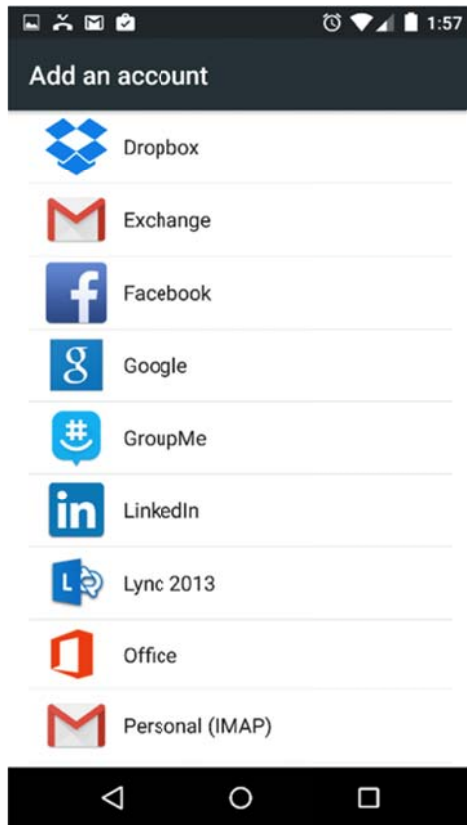 1:57
Add an account
Dropbox
Exchange
Facebook
Google
GroupMe
LinkedIn
Lync 2013
Office
Personal (IMAP)